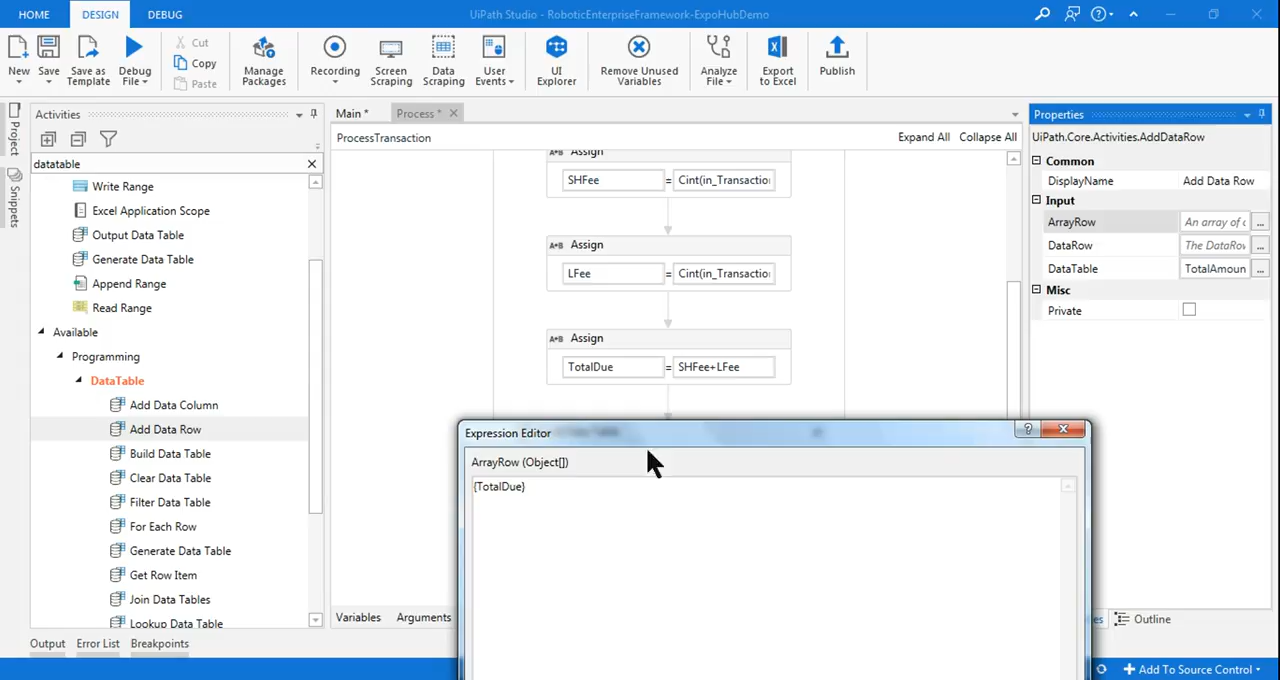 HOME DESIGN DEBUG UiPath Studio - RoboticEnterpriseFramework-ExpoHubDemo
New Save Save as Template Debug File Cut Copy Paste Manage Packages Recording Screen Scraping Data Scraping User Events UI Explorer Remove Unused Variables Analyze File Export to Excel Publish
Project
Snippets
Activities
datatable
Write Range
Excel Application Scope
Output Data Table
Generate Data Table
Append Range
Read Range
Available
Programming
DataTable
Add Data Column
Add Data Row
Build Data Table
Clear Data Table
Filter Data Table
For Each Row
Generate Data Table
Get Row Item
Join Data Tables
Lookup Data Table
Output Error List Breakpoints
Main * Process *
ProcessTransaction Expand All Collapse All
A+B Assign
SHFee = Cint(in_Transactio
A+B Assign
LFee = Cint(in_Transactio
A+B Assign
TotalDue = SHFee+LFee
Variables Arguments
Expression Editor
ArrayRow (Object[])
{TotalDue}
Properties
UiPath.Core.Activities.AddDataRow
Common
DisplayName Add Data Row
Input
ArrayRow An array of ...
DataRow The DataRow ...
DataTable TotalAmoun ...
Misc
Private
Outline
Add To Source Control